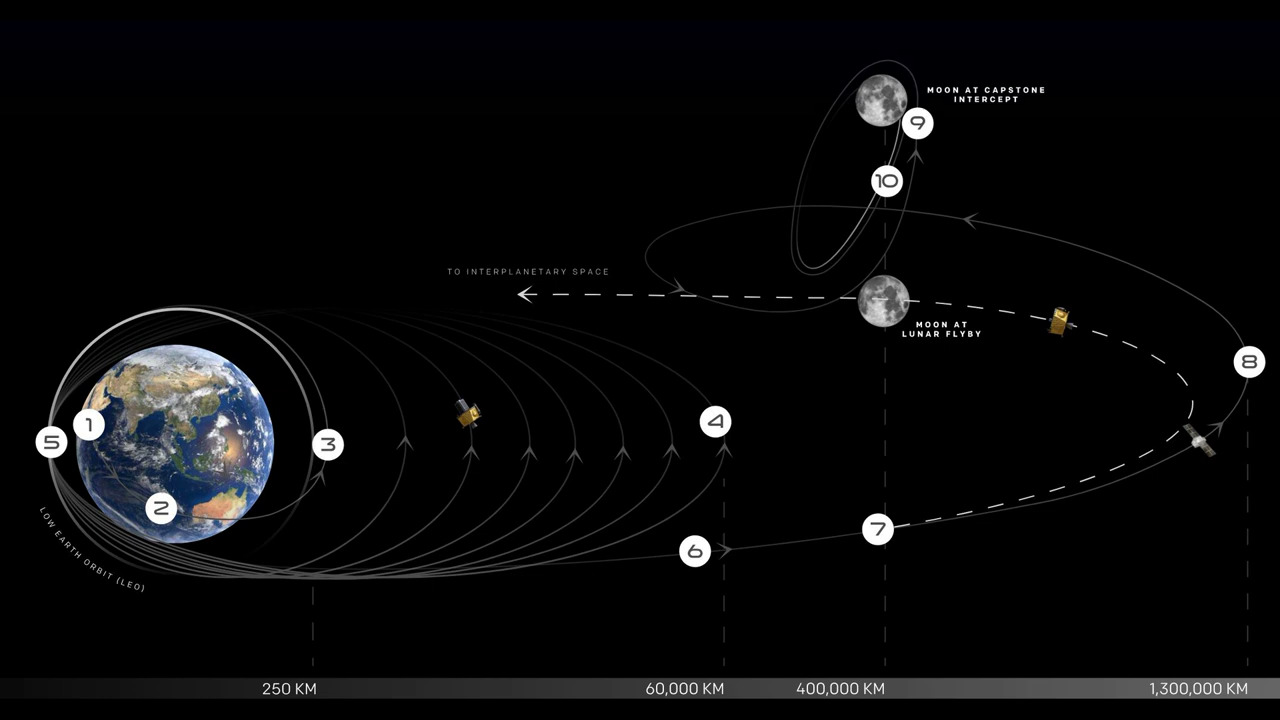 MOON AT CAPSTONE
INTERCEPT
9
10
TO INTERPLANETARY SPACE
MOON AT
LUNAR FLYBY
8
1
4
5
3
2
7
6
LOW EARTH ORBIT (LEO)
250 KM
60,000 KM
400,000 KM
1,300,000 KM